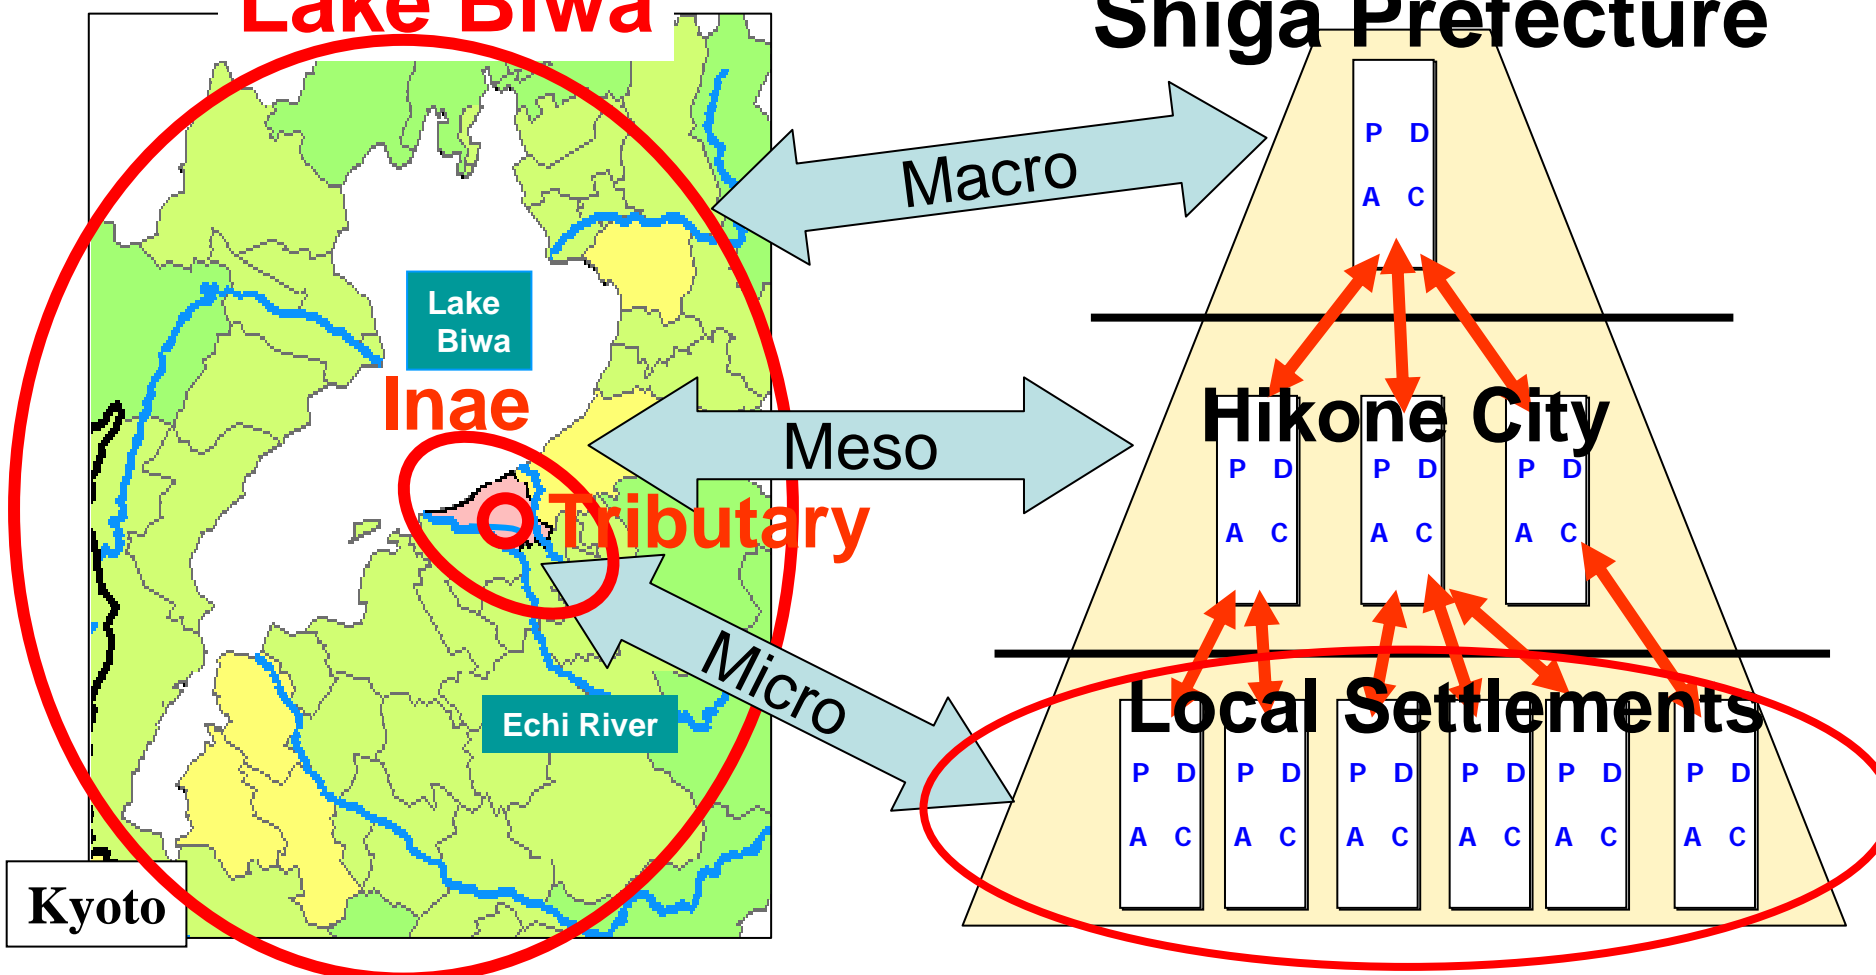 Lake Biwa
Shiga Prefecture
P D
A C
Macro
Lake
Biwa
Inae
Hikone City
Meso
P D
A C
P D
A C
P D
A C
Tributary
Micro
Echi River
Local Settlements
P D
A C
P D
A C
P D
A C
P D
A C
P D
A C
P D
A C
Kyoto